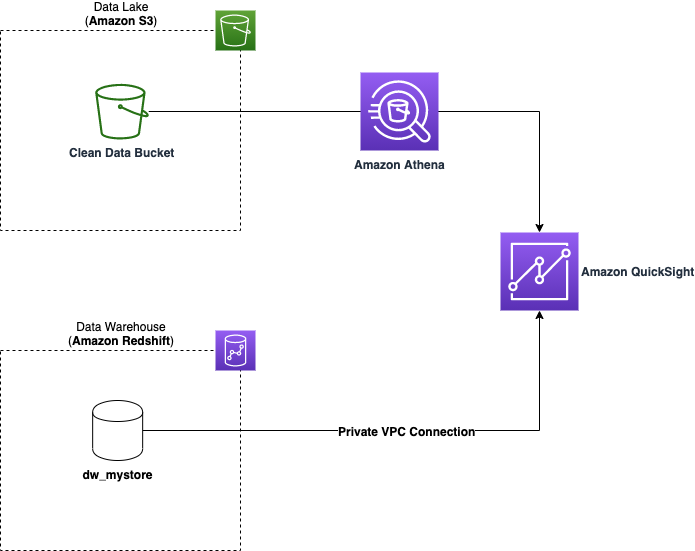 Data Lake
(Amazon S3)
Clean Data Bucket
Amazon Athena
Amazon QuickSight
Data Warehouse
(Amazon Redshift)
Private VPC Connection
dw_mystore